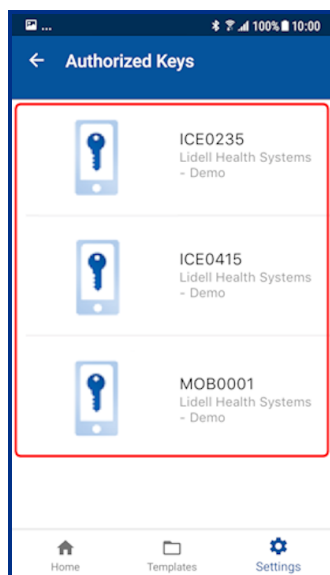 ... 100% 10:00
Authorized Keys
ICE0235
Lidell Health Systems
- Demo
ICE0415
Lidell Health Systems
- Demo
MOB0001
Lidell Health Systems
- Demo
Home Templates Settings